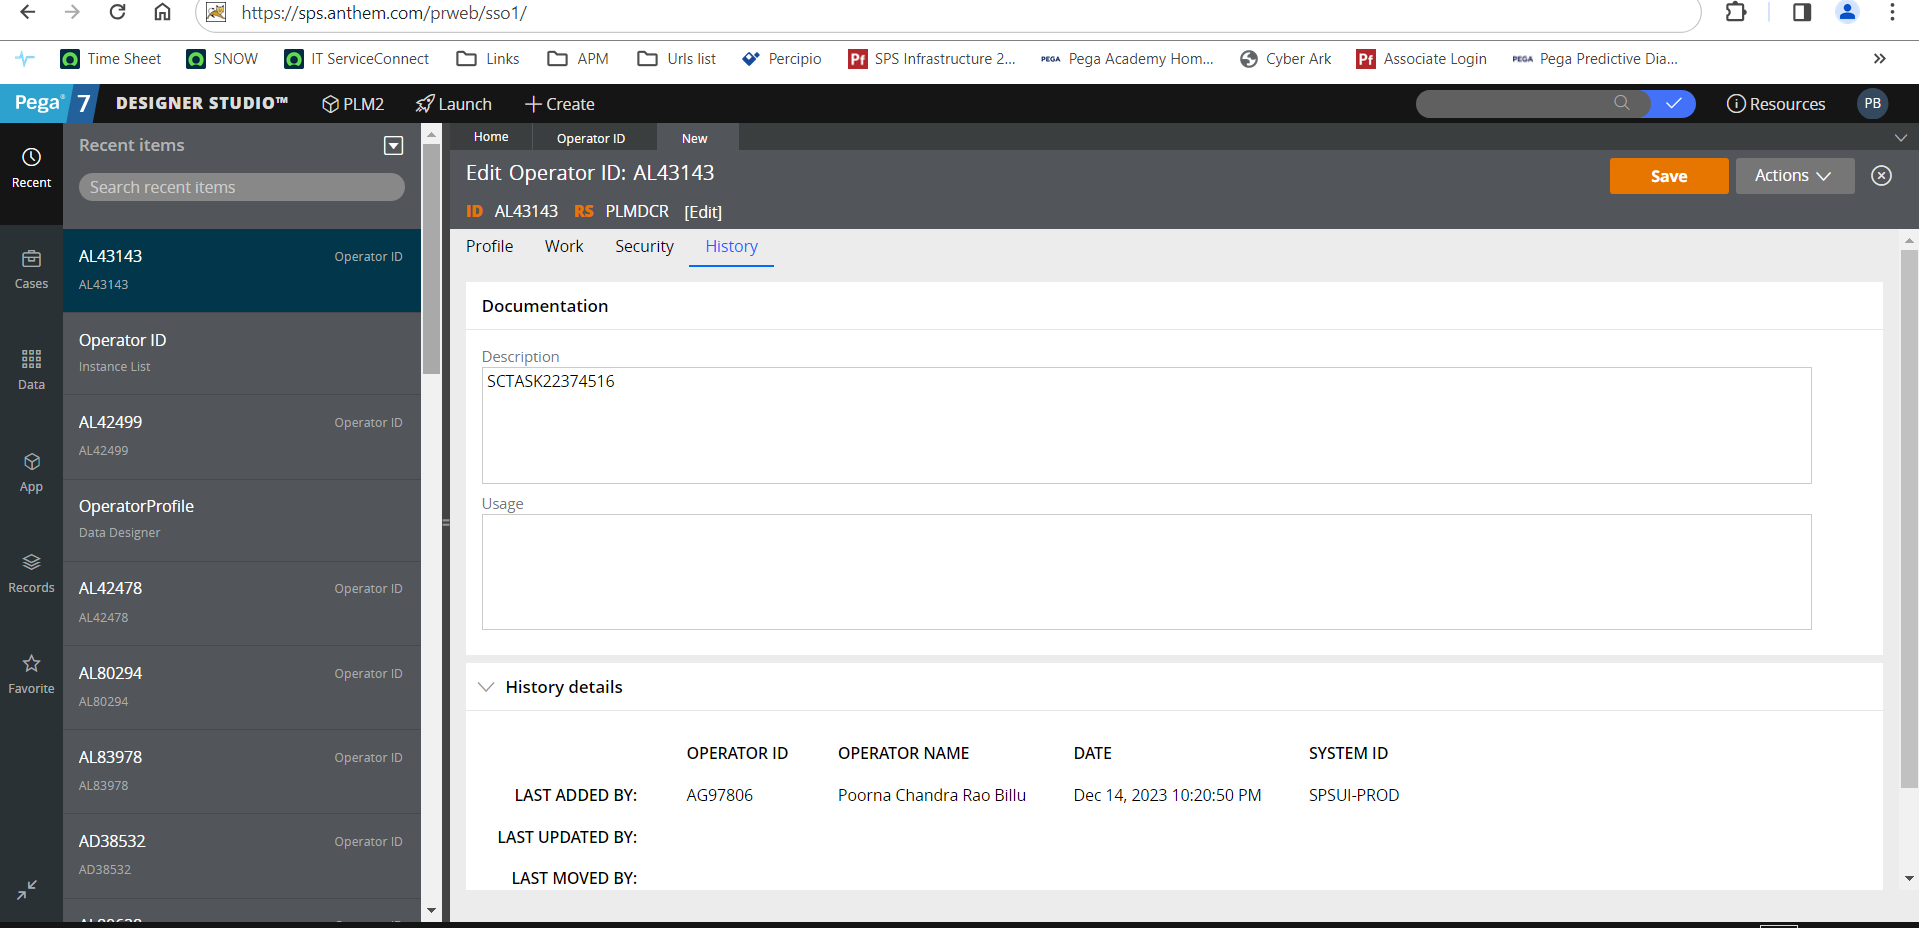 https://sps.anthem.com/prweb/sso1/
Time Sheet SNOW IT ServiceConnect Links APM Urls list Percipio Pf SPS Infrastructure 2... PEGA Pega Academy Hom... Cyber Ark Pf Associate Login PEGA Pega Predictive Dia... »
Pega 7 DESIGNER STUDIO™ PLM2 Launch Create Resources PB
Recent
Cases
Data
App
Records
Favorite
Recent items
Search recent items
AL43143 Operator ID
AL43143
Operator ID
Instance List
AL42499 Operator ID
AL42499
OperatorProfile
Data Designer
AL42478 Operator ID
AL42478
AL80294 Operator ID
AL80294
AL83978 Operator ID
AL83978
AD38532 Operator ID
AD38532
Home Operator ID New
Edit Operator ID: AL43143
Save Actions
ID AL43143 RS PLMDCR [Edit]
Profile Work Security History
Documentation
Description
SCTASK22374516
Usage
History details
OPERATOR ID OPERATOR NAME DATE SYSTEM ID
LAST ADDED BY: AG97806 Poorna Chandra Rao Billu Dec 14, 2023 10:20:50 PM SPSUI-PROD
LAST UPDATED BY:
LAST MOVED BY: